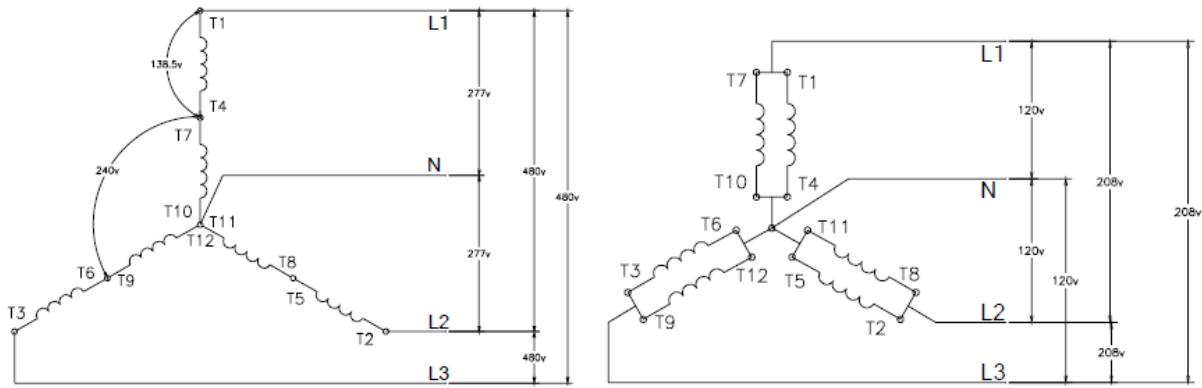 T1
L1
138.5v
T4
T7
277v
240v
N
480v
480v
T10
T11
T12
T6
T9
T8
T5
277v
T3
T2
L2
480v
L3
L1
T7
T1
120v
T10
T4
N
208v
208v
T6
T11
T3
T12
T5
T8
120v
120v
T9
T2
L2
208v
L3